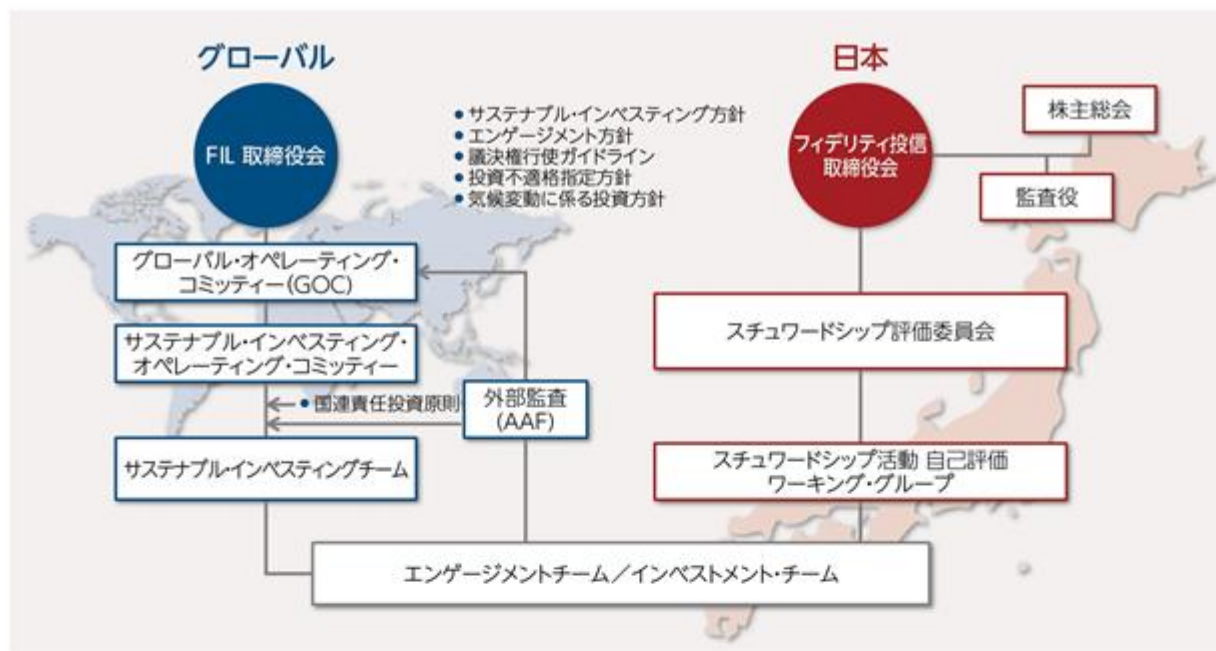 グローバル
FIL 取締役会
● サステナブル・インベスティング方針
● エンゲージメント方針
● 議決権行使ガイドライン
● 投資不適格指定方針
● 気候変動に係る投資方針
グローバル・オペレーティング・
コミッティー(GOC)
サステナブル・インベスティング・
オペレーティング・コミッティー
● 国連責任投資原則
外部監査
(AAF)
サステナブル・インベスティングチーム
日本
フィデリティ投信
取締役会
株主総会
監査役
スチュワードシップ評価委員会
スチュワードシップ活動 自己評価
ワーキング・グループ
エンゲージメントチーム／インベストメント・チーム